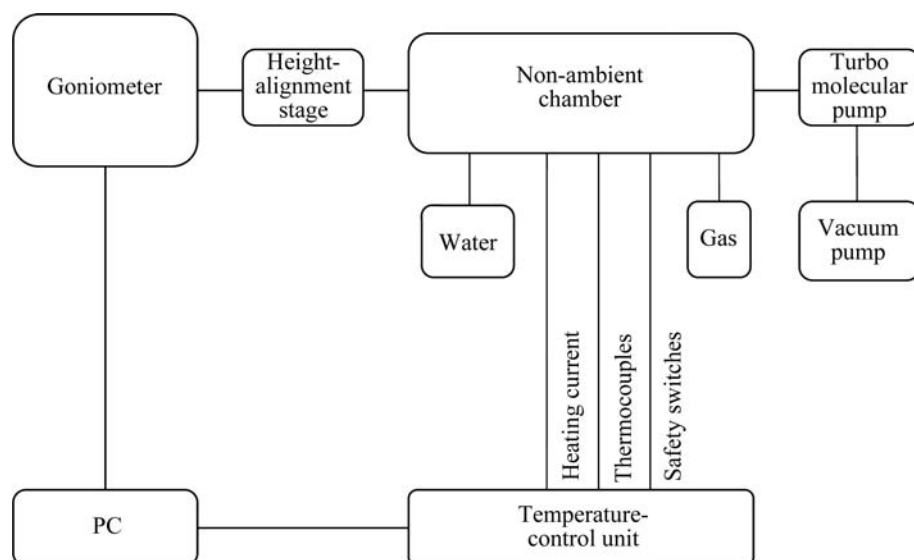 Goniometer
Height-
alignment
stage
Non-ambient
chamber
Turbo
molecular
pump
Water
Gas
Vacuum
pump
Heating current
Thermocouples
Safety switches
PC
Temperature-
control unit